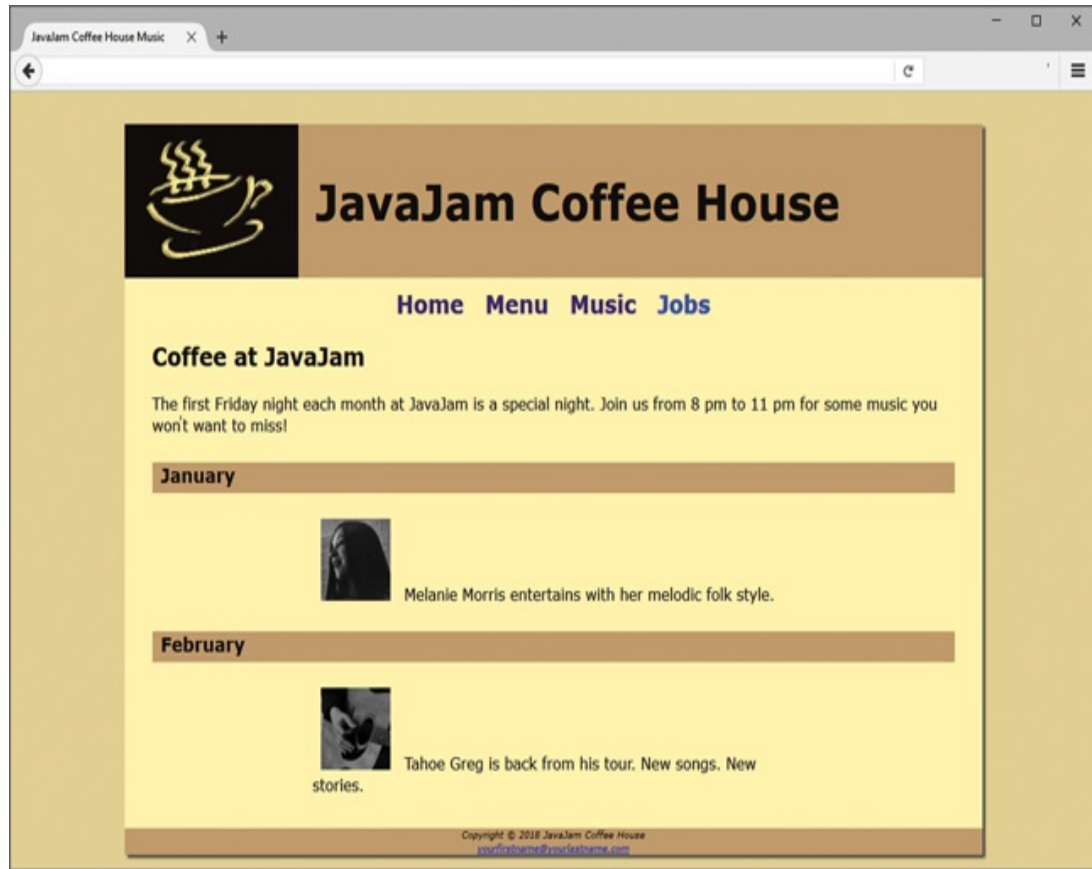 JavaJam Coffee House Music
JavaJam Coffee House
Home Menu Music Jobs
Coffee at JavaJam
The first Friday night each month at JavaJam is a special night. Join us from 8 pm to 11 pm for some music you
won't want to miss!
January
Melanie Morris entertains with her melodic folk style.
February
Tahoe Greg is back from his tour. New songs. New
stories.
Copyright © 2018 JavaJam Coffee House
yourfirstname@yourlastname.com